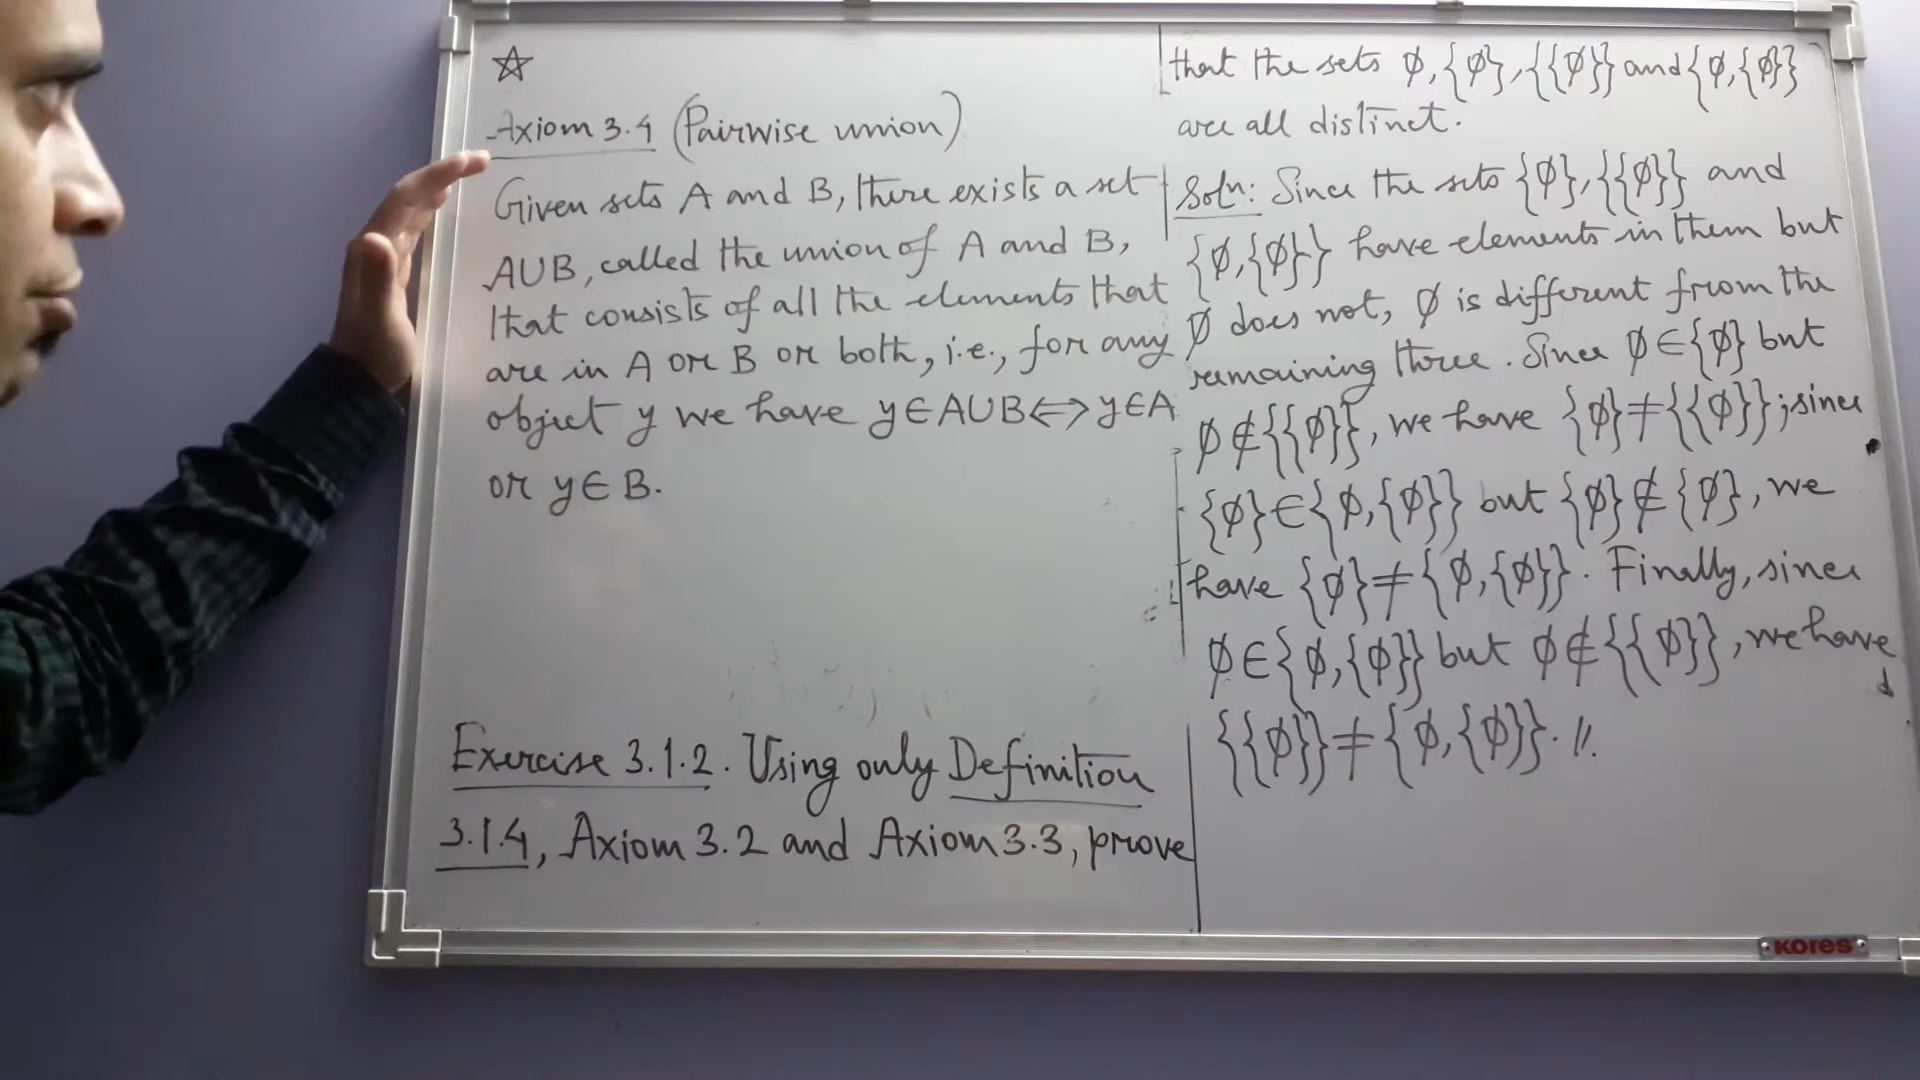 ☆
Axiom 3.4 (Pairwise union)
Given sets A and B, there exists a set
A∪B, called the union of A and B,
that consists of all the elements that
are in A or B or both, i.e., for any
object y we have y∈A∪B⟺y∈A
or y∈B.
Exercise 3.1.2. Using only Definition
3.1.4, Axiom 3.2 and Axiom 3.3, prove
that the sets ∅,{∅},{{∅}} and {∅,{∅}}
are all distinct.
Soln: Since the sets {∅},{{∅}} and
{∅,{∅}} have elements in them but
∅ does not, ∅ is different from the
remaining three. Since ∅∈{∅} but
∅∉{{∅}}, we have {∅}≠{{∅}}; since
{∅}∈{∅,{∅}} but {∅}∉{∅}, we
have {∅}≠{∅,{∅}}. Finally, since
∅∈{∅,{∅}} but ∅∉{{∅}}, we have
{{∅}}≠{∅,{∅}}. //.
KORES